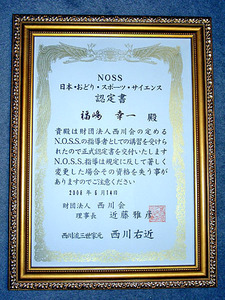 NOSS
日本・おどり・スポーツ・サイエンス
認定書
福嶋 幸一 殿
貴殿は財団法人西川会の定める
N.O.S.S.の指導者としての講習を受けら
れたので正式認定書を交付いたします
N.O.S.S.指導は規定に反して著しく
変更した場合その資格を失う事が
ありますのでご注意ください
2006年6月14日
財団法人 西川会
理事長 近藤雅彦
西川流三世家元 西川右近